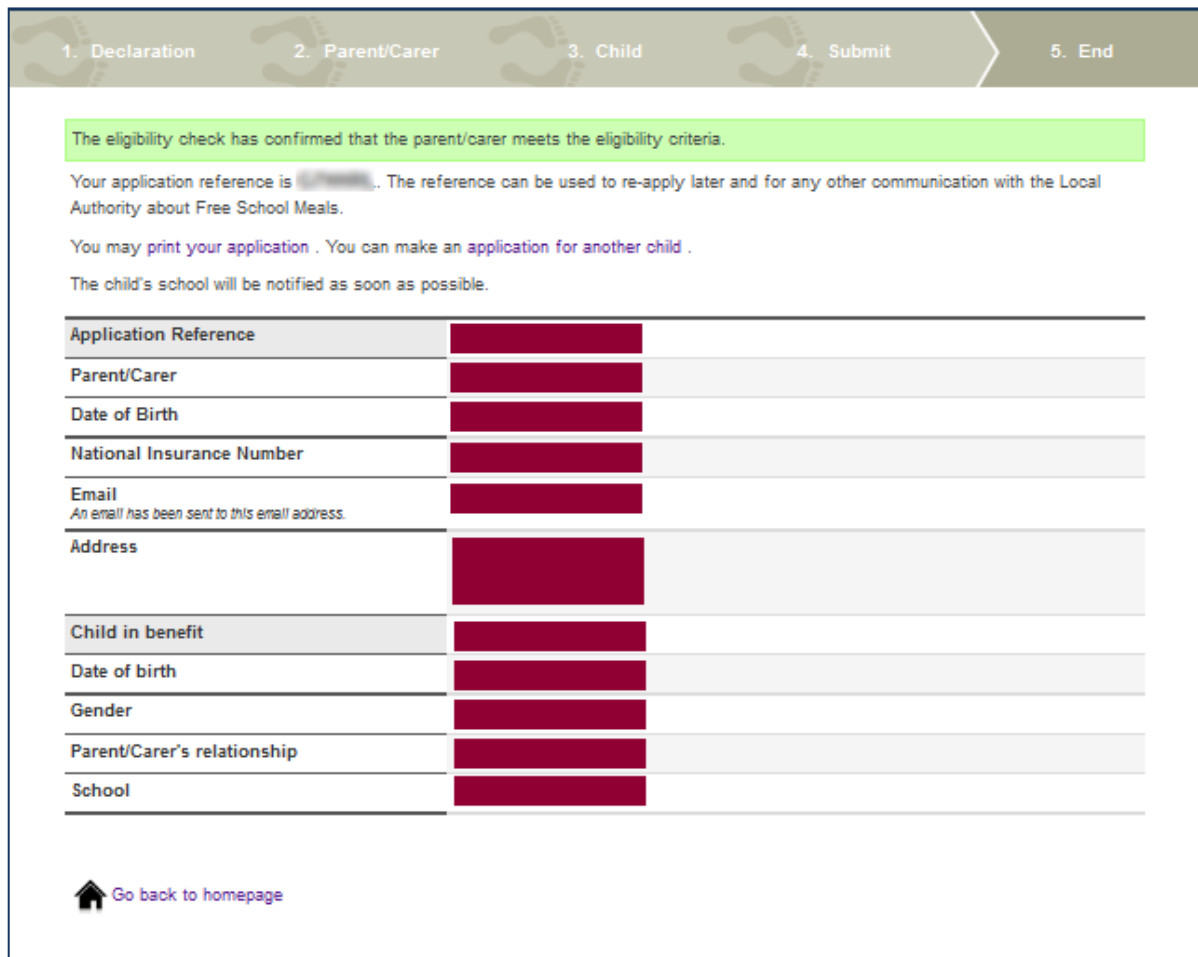 1. Declaration 2. Parent/Carer 3. Child 4. Submit 5. End
The eligibility check has confirmed that the parent/carer meets the eligibility criteria.
Your application reference is .. The reference can be used to re-apply later and for any other communication with the Local
Authority about Free School Meals.
You may print your application . You can make an application for another child .
The child's school will be notified as soon as possible.
Application Reference
Parent/Carer
Date of Birth
National Insurance Number
Email
An email has been sent to this email address.
Address
Child in benefit
Date of birth
Gender
Parent/Carer's relationship
School
Go back to homepage